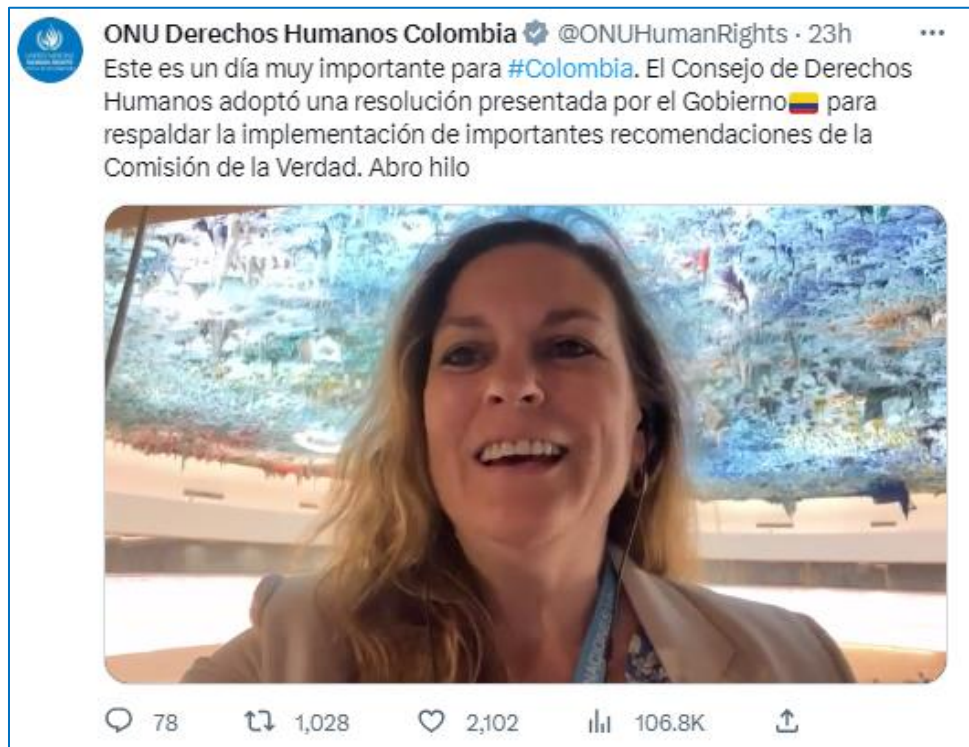 ONU Derechos Humanos Colombia @ONUHumanRights · 23h
Este es un día muy importante para #Colombia. El Consejo de Derechos
Humanos adoptó una resolución presentada por el Gobierno🇨🇴 para
respaldar la implementación de importantes recomendaciones de la
Comisión de la Verdad. Abro hilo
78 1,028 2,102 106.8K